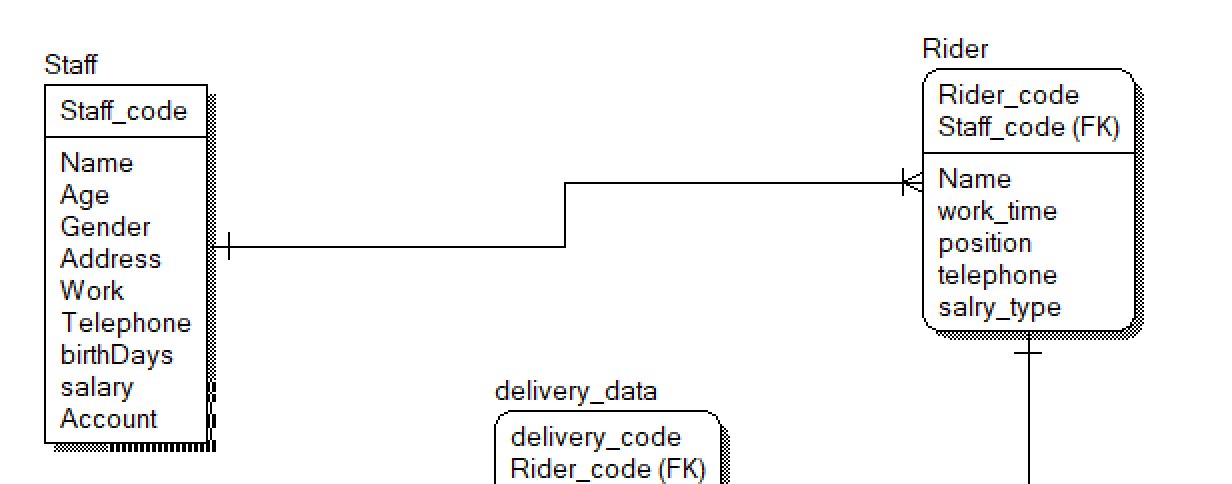 Staff
Staff_code
Name
Age
Gender
Address
Work
Telephone
birthDays
salary
Account
Rider
Rider_code
Staff_code (FK)
Name
work_time
position
telephone
salry_type
delivery_data
delivery_code
Rider_code (FK)